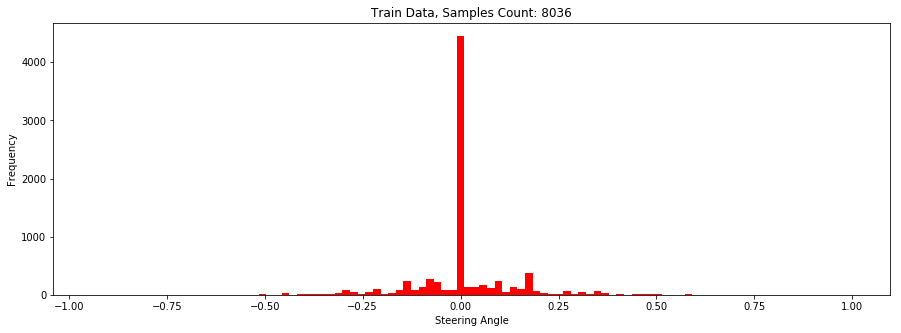 Train Data, Samples Count: 8036
Frequency
4000
3000
2000
1000
0
−1.00 −0.75 −0.50 −0.25 0.00 0.25 0.50 0.75 1.00
Steering Angle